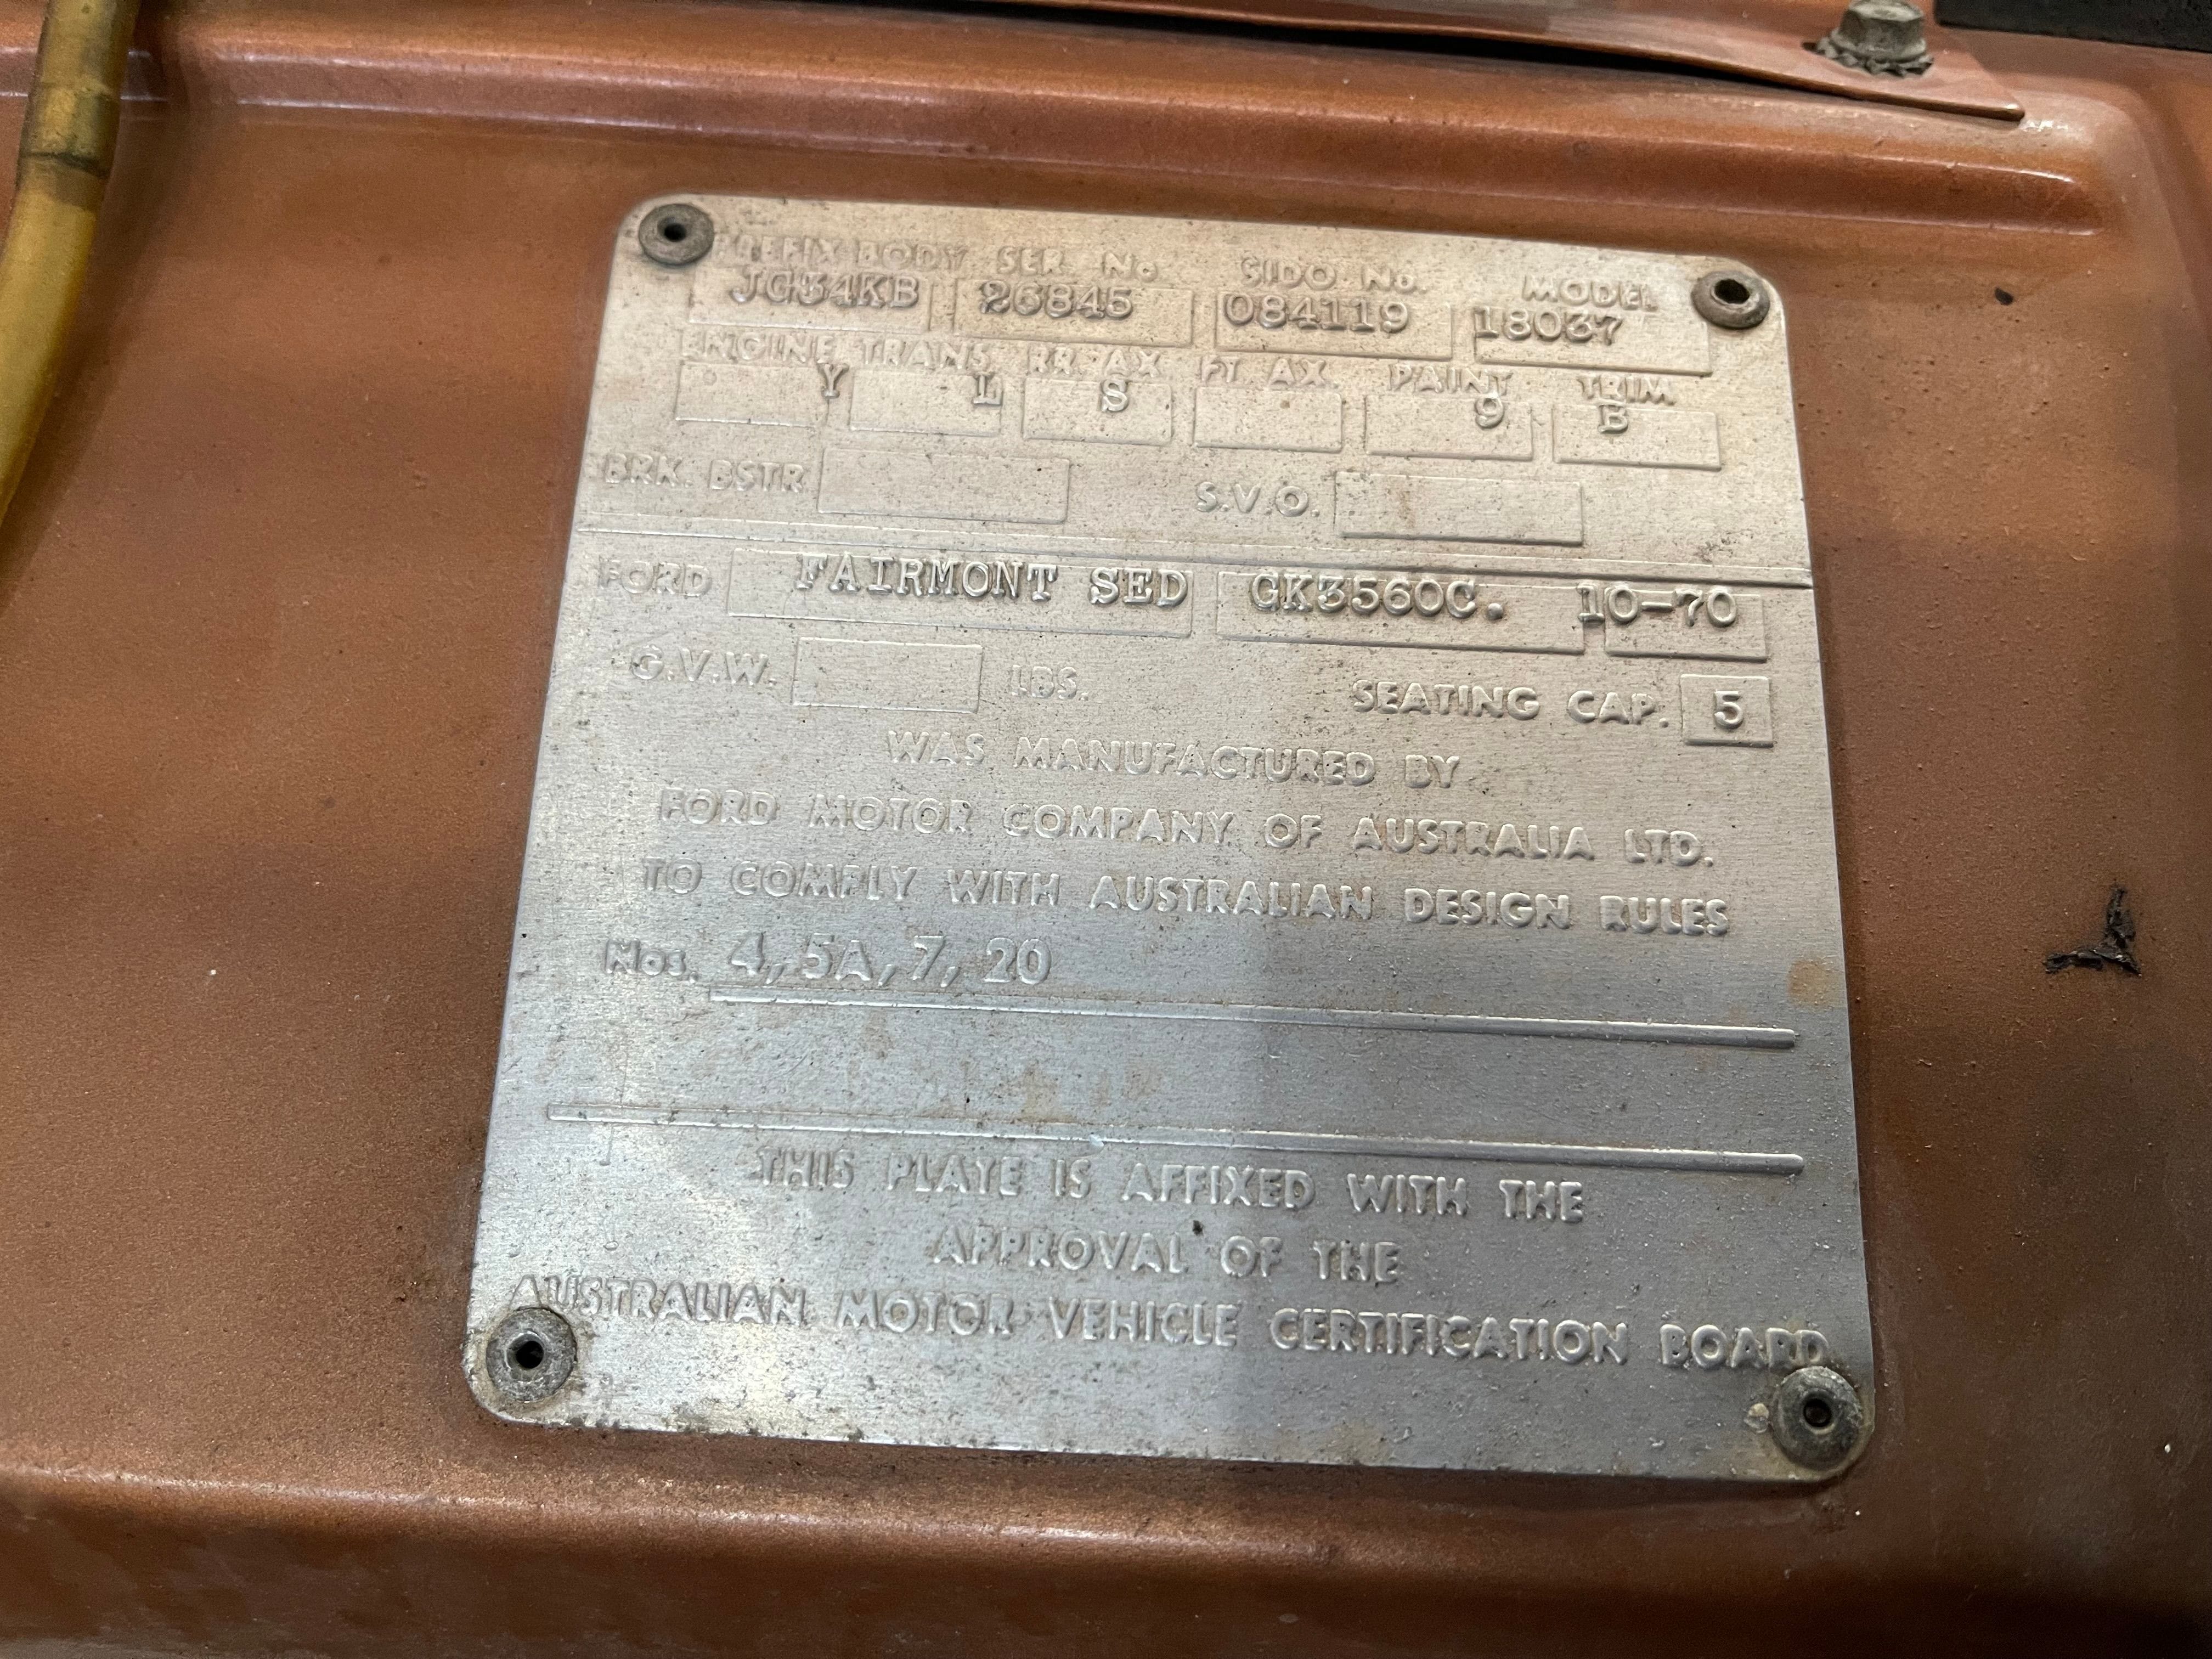 PREFIX-BODY SER. No SIDO No. MODEL
JG34KB 26845 084119 18037
ENGINE TRANS. RR. AX FT. AX. PAINT TRIM
Y L S 9 B
BRK. BSTR S.V.O.
FORD FAIRMONT SED GK3560C. 10-70
G.V.W. LBS. SEATING CAP. 5
WAS MANUFACTURED BY
FORD MOTOR COMPANY OF AUSTRALIA LTD.
TO COMPLY WITH AUSTRALIAN DESIGN RULES
Nos. 4, 5A, 7, 20
THIS PLATE IS AFFIXED WITH THE
APPROVAL OF THE
AUSTRALIAN MOTOR VEHICLE CERTIFICATION BOARD